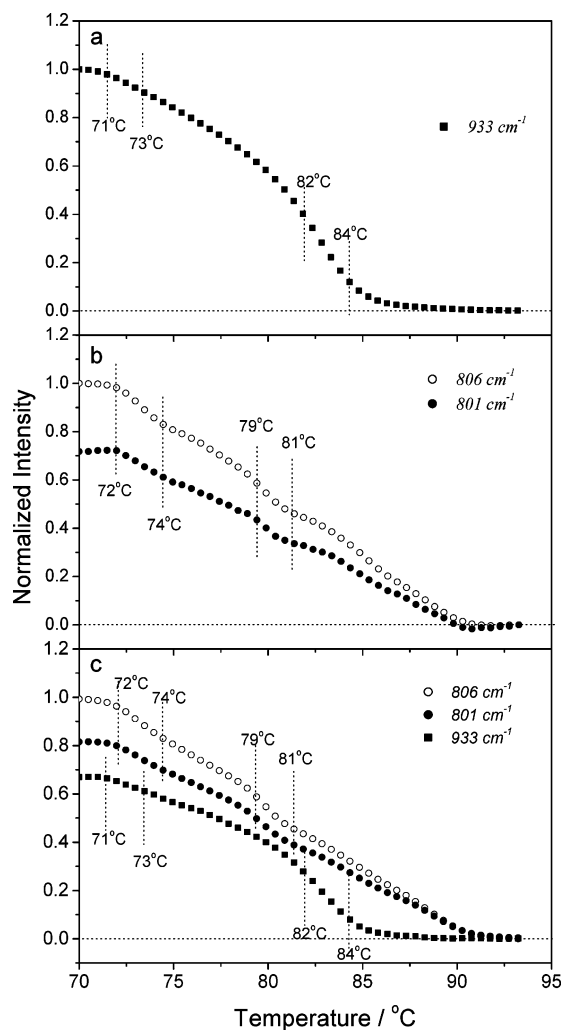 1.2
a
1.0
71°C
73°C
■ 933 cm-1
0.8
0.6
82°C
0.4
84°C
0.2
0.0
1.2
b
1.0
○ 806 cm-1
● 801 cm-1
0.8
79°C
81°C
0.6
72°C
74°C
0.4
0.2
0.0
Normalized Intensity
1.2
c
1.0
72°C
74°C
○ 806 cm-1
● 801 cm-1
■ 933 cm-1
0.8
79°C
81°C
0.6
71°C
73°C
0.4
0.2
82°C
84°C
0.0
70 75 80 85 90 95
Temperature / °C